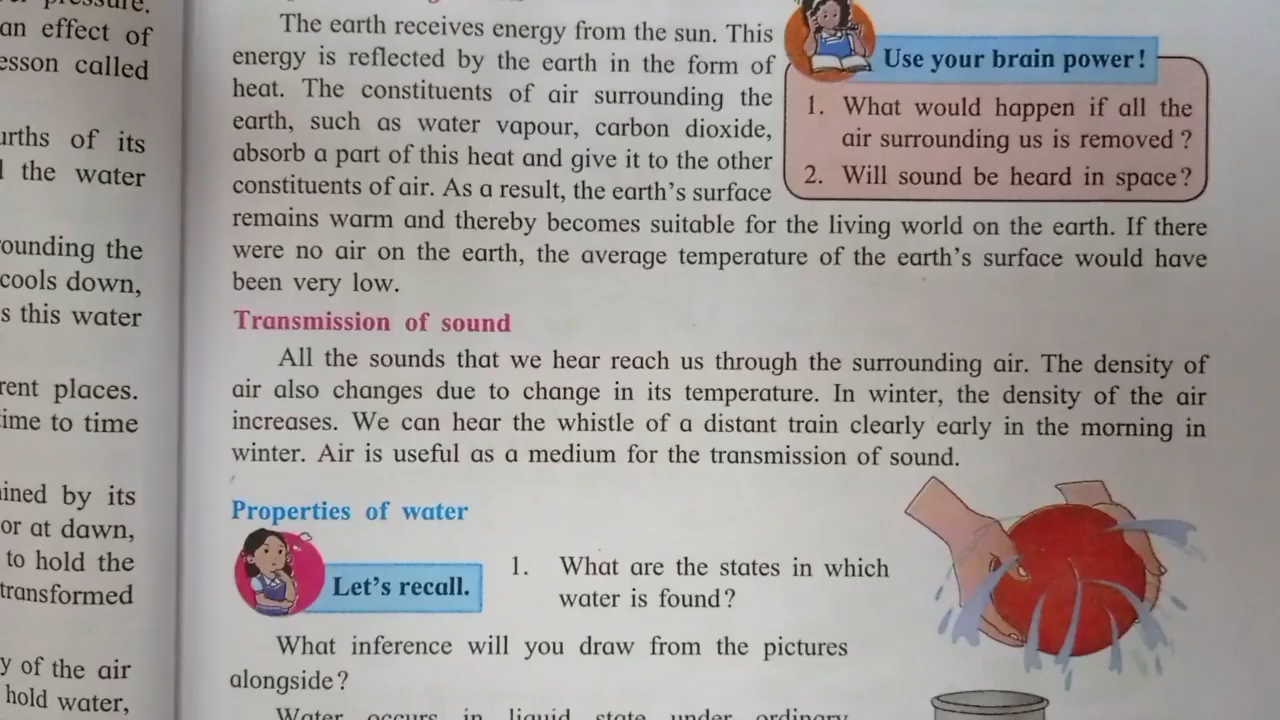 pressure.
an effect of
lesson called
urths of its
the water
rounding the
cools down,
s this water
rent places.
ime to time
ined by its
or at dawn,
to hold the
transformed
y of the air
hold water,
The earth receives energy from the sun. This
energy is reflected by the earth in the form of
heat. The constituents of air surrounding the
earth, such as water vapour, carbon dioxide,
absorb a part of this heat and give it to the other
constituents of air. As a result, the earth's surface
remains warm and thereby becomes suitable for the living world on the earth. If there
were no air on the earth, the average temperature of the earth's surface would have
been very low.
Use your brain power!
1. What would happen if all the
air surrounding us is removed ?
2. Will sound be heard in space?
Transmission of sound
All the sounds that we hear reach us through the surrounding air. The density of
air also changes due to change in its temperature. In winter, the density of the air
increases. We can hear the whistle of a distant train clearly early in the morning in
winter. Air is useful as a medium for the transmission of sound.
Properties of water
Let's recall.
1. What are the states in which
water is found?
What inference will you draw from the pictures
alongside?
Water occurs in liquid state under ordinary